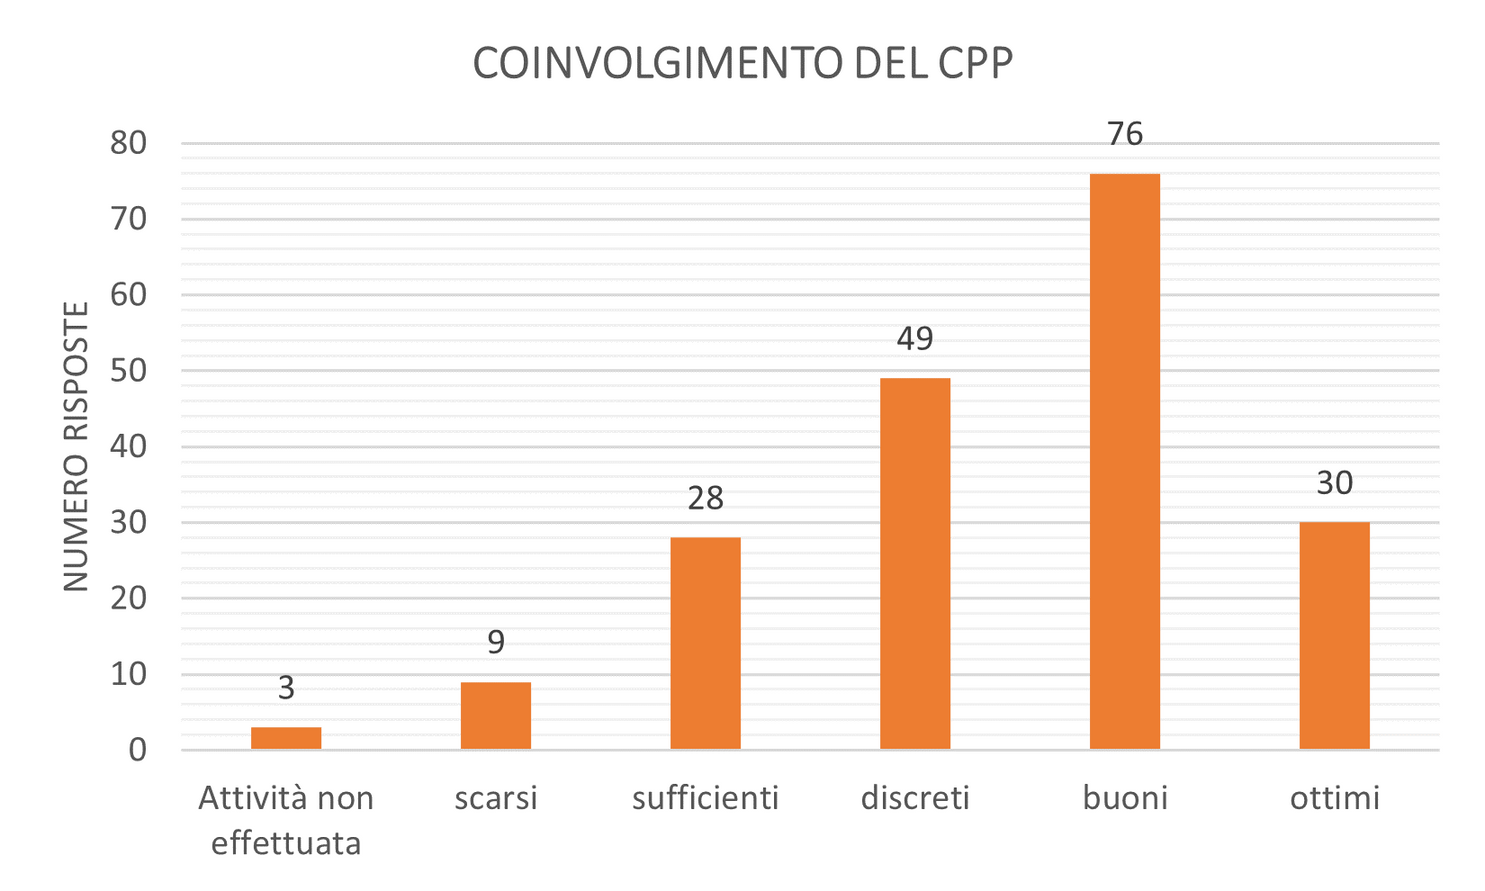 COINVOLGIMENTO DEL CPP
NUMERO RISPOSTE
80
70
60
50
40
30
20
10
0
3
9
28
49
76
30
Attività non
effettuata
scarsi
sufficienti
discreti
buoni
ottimi